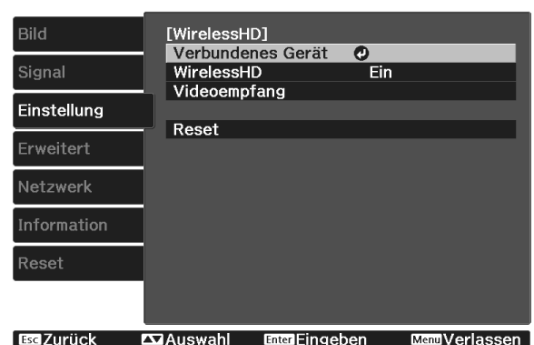 Bild
Signal
Einstellung
Erweitert
Netzwerk
Information
Reset
[WirelessHD]
Verbundenes Gerät
WirelessHD Ein
Videoempfang
Reset
Esc Zurück Auswahl Enter Eingeben Menu Verlassen